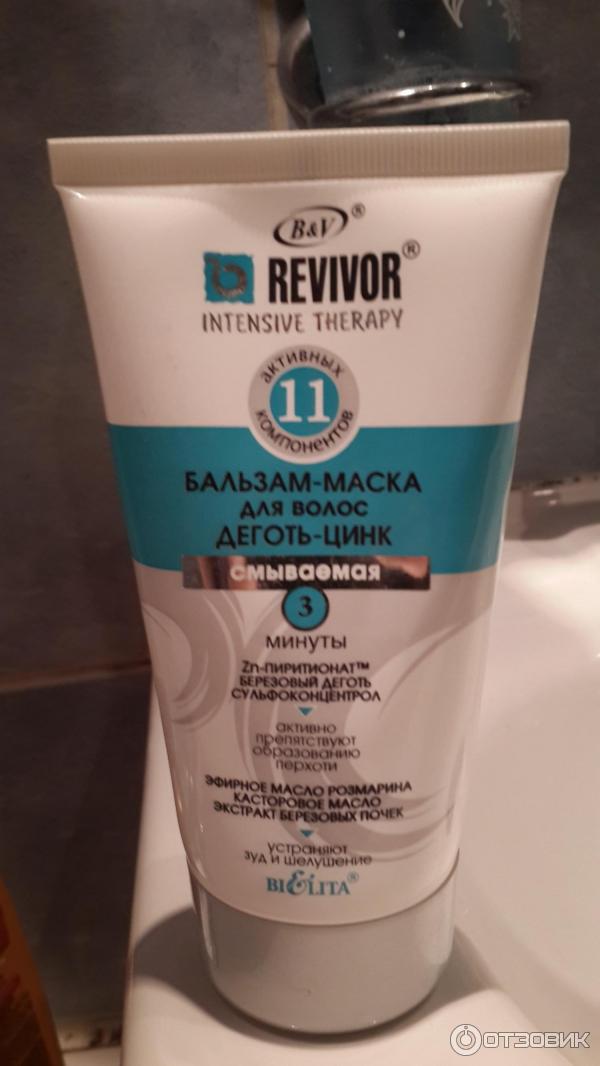 B&V®
REVIVOR®
INTENSIVE THERAPY
активных
11
компонентов
БАЛЬЗАМ-МАСКА
для волос
ДЕГОТЬ-ЦИНК
смываемая
3
минуты
Zn-ПИРИТИОНАТ™
БЕРЕЗОВЫЙ ДЕГОТЬ
СУЛЬФОКОНЦЕНТРОЛ
активно
препятствуют
образованию
перхоти
ЭФИРНОЕ МАСЛО РОЗМАРИНА
КАСТОРОВОЕ МАСЛО
ЭКСТРАКТ БЕРЕЗОВЫХ ПОЧЕК
устраняют
зуд и шелушение
BIELITA®
ОТЗОВИК